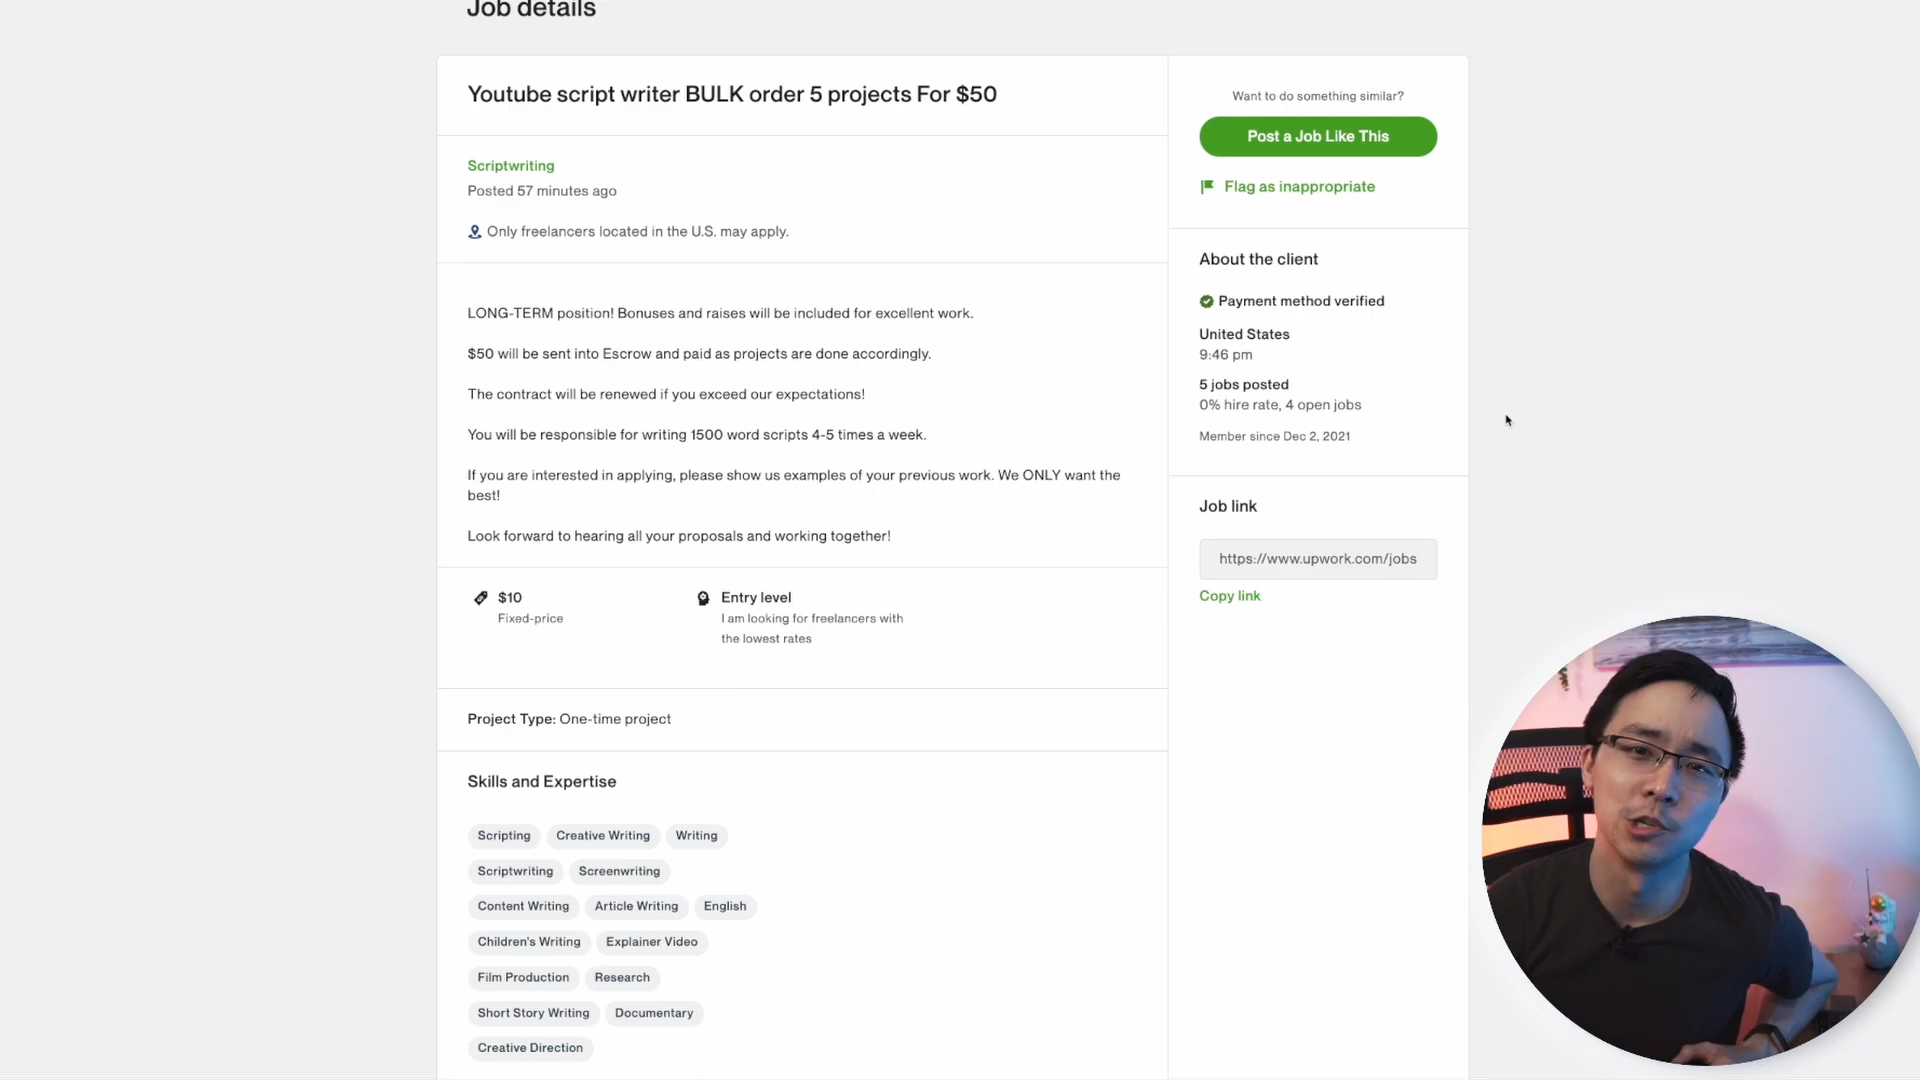 Job details
Youtube script writer BULK order 5 projects For $50
Scriptwriting
Posted 57 minutes ago
Only freelancers located in the U.S. may apply.
LONG-TERM position! Bonuses and raises will be included for excellent work.
$50 will be sent into Escrow and paid as projects are done accordingly.
The contract will be renewed if you exceed our expectations!
You will be responsible for writing 1500 word scripts 4-5 times a week.
If you are interested in applying, please show us examples of your previous work. We ONLY want the
best!
Look forward to hearing all your proposals and working together!
$10
Fixed-price
Entry level
I am looking for freelancers with
the lowest rates
Project Type: One-time project
Skills and Expertise
Scripting Creative Writing Writing
Scriptwriting Screenwriting
Content Writing Article Writing English
Children's Writing Explainer Video
Film Production Research
Short Story Writing Documentary
Creative Direction
Want to do something similar?
Post a Job Like This
Flag as inappropriate
About the client
Payment method verified
United States
9:46 pm
5 jobs posted
0% hire rate, 4 open jobs
Member since Dec 2, 2021
Job link
https://www.upwork.com/jobs
Copy link